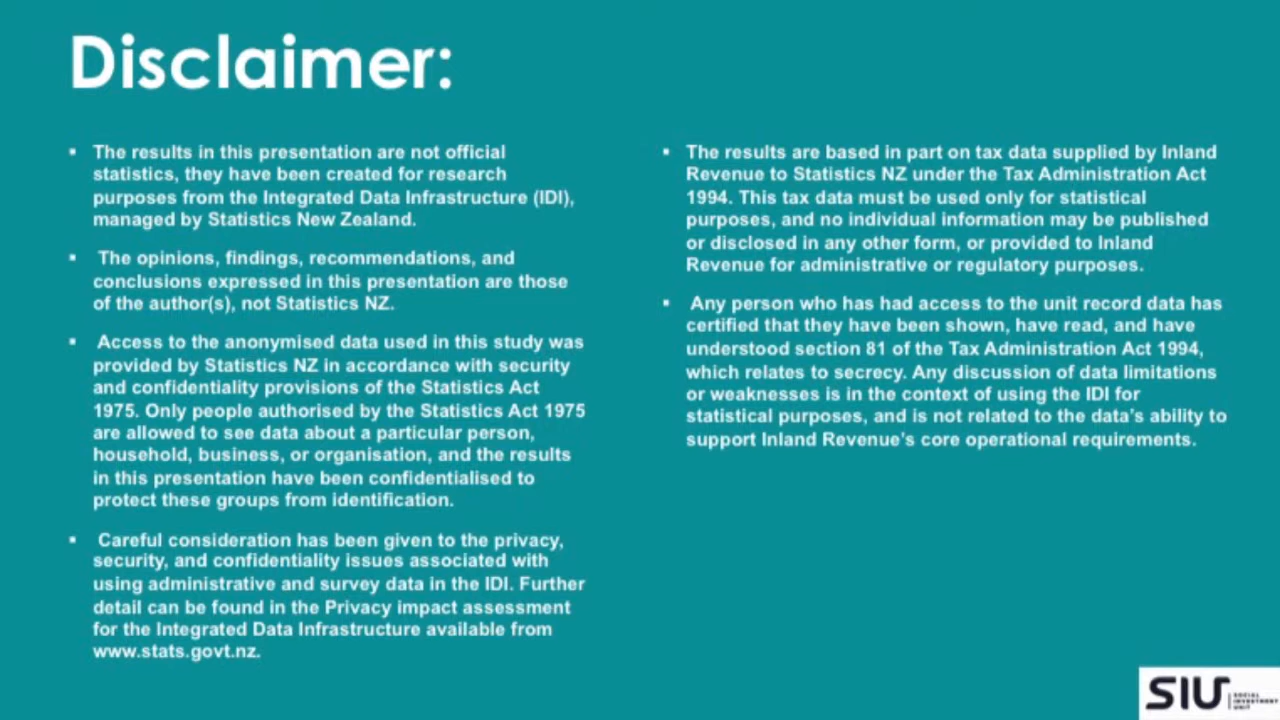 Disclaimer:
▪ The results in this presentation are not official
statistics, they have been created for research
purposes from the Integrated Data Infrastructure (IDI),
managed by Statistics New Zealand.
▪ The opinions, findings, recommendations, and
conclusions expressed in this presentation are those
of the author(s), not Statistics NZ.
▪ Access to the anonymised data used in this study was
provided by Statistics NZ in accordance with security
and confidentiality provisions of the Statistics Act
1975. Only people authorised by the Statistics Act 1975
are allowed to see data about a particular person,
household, business, or organisation, and the results
in this presentation have been confidentialised to
protect these groups from identification.
▪ Careful consideration has been given to the privacy,
security, and confidentiality issues associated with
using administrative and survey data in the IDI. Further
detail can be found in the Privacy impact assessment
for the Integrated Data Infrastructure available from
www.stats.govt.nz.
▪ The results are based in part on tax data supplied by Inland
Revenue to Statistics NZ under the Tax Administration Act
1994. This tax data must be used only for statistical
purposes, and no individual information may be published
or disclosed in any other form, or provided to Inland
Revenue for administrative or regulatory purposes.
▪ Any person who has had access to the unit record data has
certified that they have been shown, have read, and have
understood section 81 of the Tax Administration Act 1994,
which relates to secrecy. Any discussion of data limitations
or weaknesses is in the context of using the IDI for
statistical purposes, and is not related to the data's ability to
support Inland Revenue's core operational requirements.
SIU
SOCIAL
INVESTMENT
UNIT